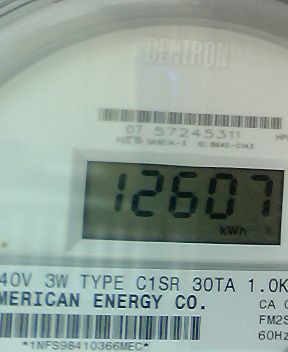 CENTRON®
07 57245311
12607
kWh
40V 3W TYPE C1SR 30TA 1.0K
MERICAN ENERGY CO.
CA
FM2S
60Hz
*1NFS98410366MEC*